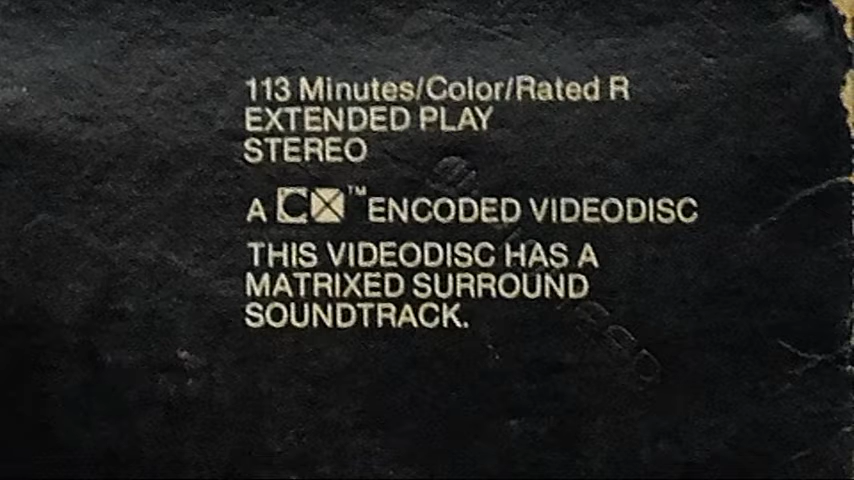 113 Minutes/Color/Rated R
EXTENDED PLAY
STEREO
A CX™ ENCODED VIDEODISC
THIS VIDEODISC HAS A
MATRIXED SURROUND
SOUNDTRACK.